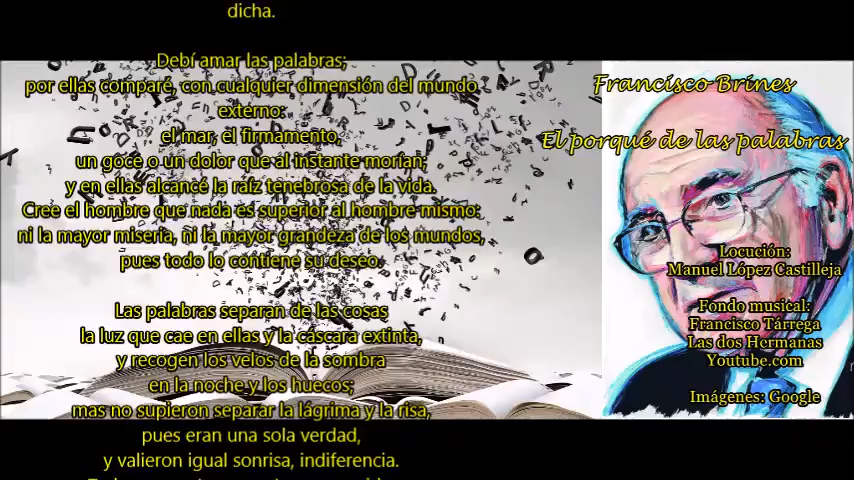 dicha.
Debí amar las palabras;
por ellas comparé, con cualquier dimensión del mundo
externo:
el mar, el firmamento,
un goce o un dolor que al instante morían;
y en ellas alcancé la raíz tenebrosa de la vida.
Cree el hombre que nada es superior al hombre mismo:
ni la mayor miseria, ni la mayor grandeza de los mundos,
pues todo lo contiene su deseo.
Las palabras separan de las cosas
la luz que cae en ellas y la cáscara extinta,
y recogen los velos de la sombra
en la noche y los huecos;
mas no supieron separar la lágrima y la risa,
pues eran una sola verdad,
y valieron igual sonrisa, indiferencia.
Francisco Brines
El porqué de las palabras
Locución:
Manuel López Castilleja
Fondo musical:
Francisco Tárrega
Las dos Hermanas
Youtube.com
Imágenes: Google